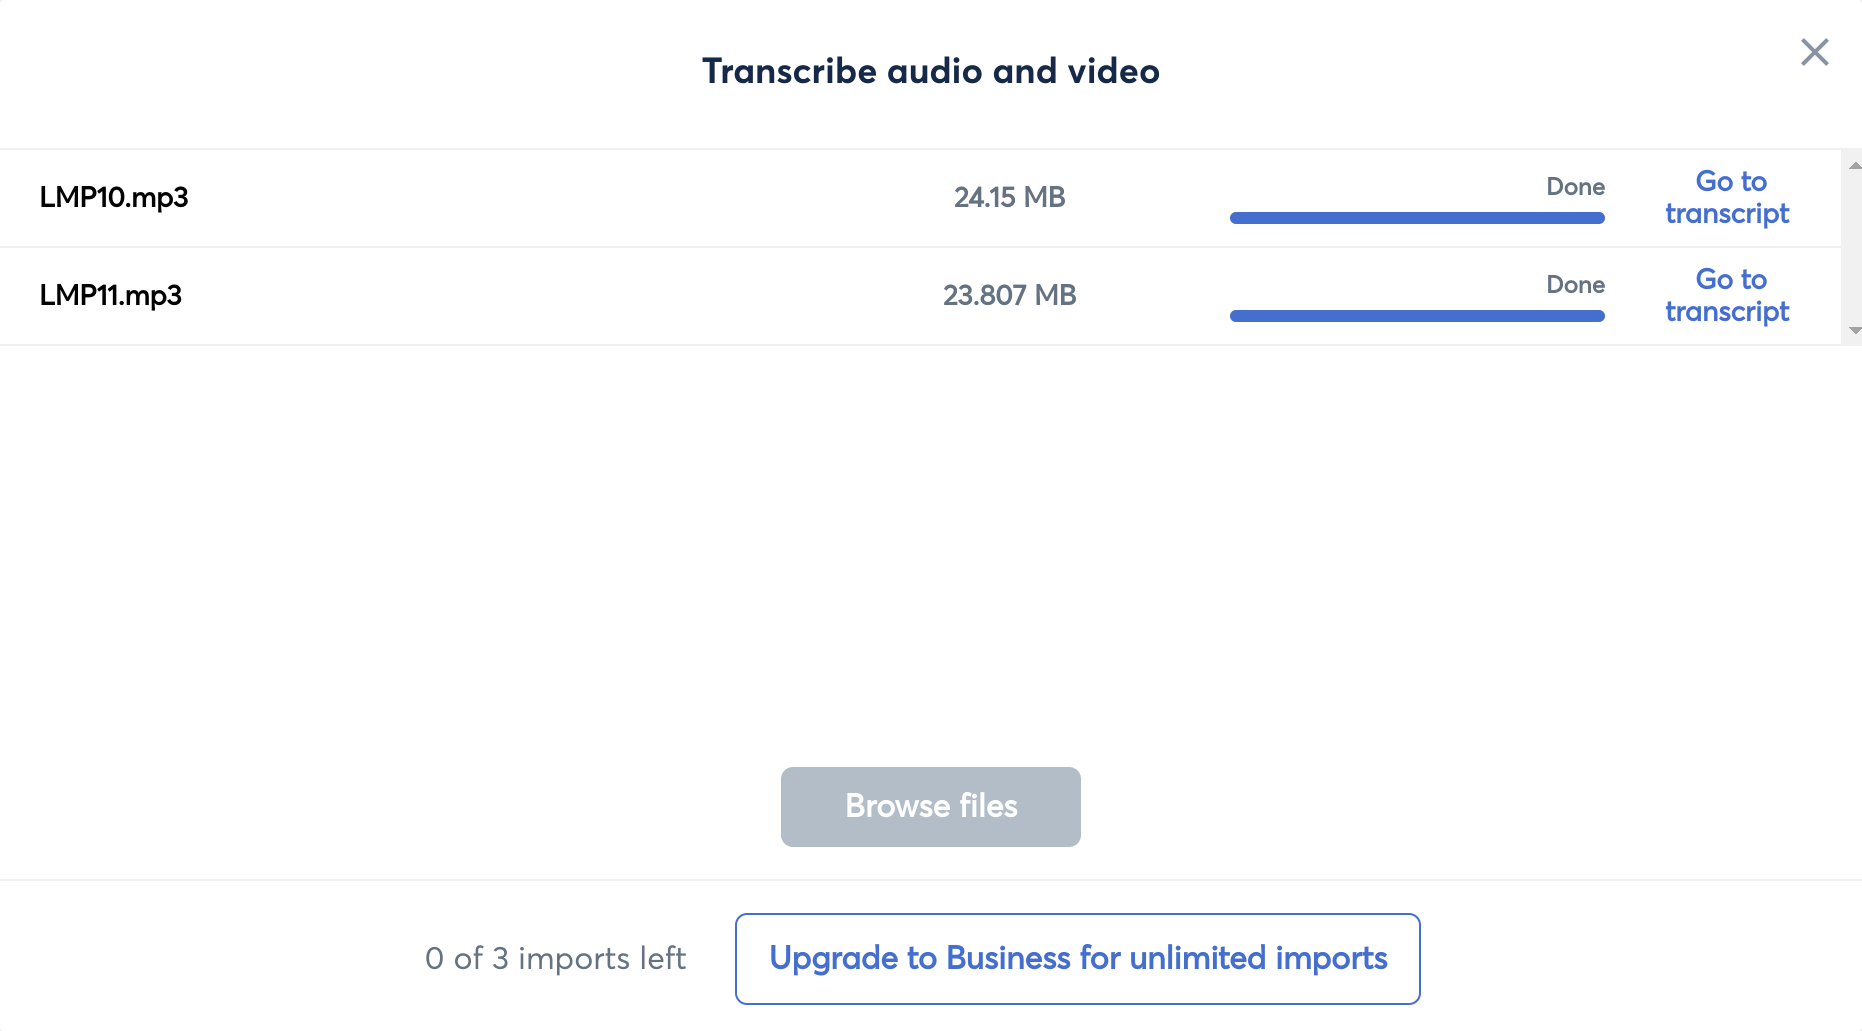 Transcribe audio and video
LMP10.mp3 24.15 MB Done Go to
transcript
LMP11.mp3 23.807 MB Done Go to
transcript
Browse files
0 of 3 imports left Upgrade to Business for unlimited imports